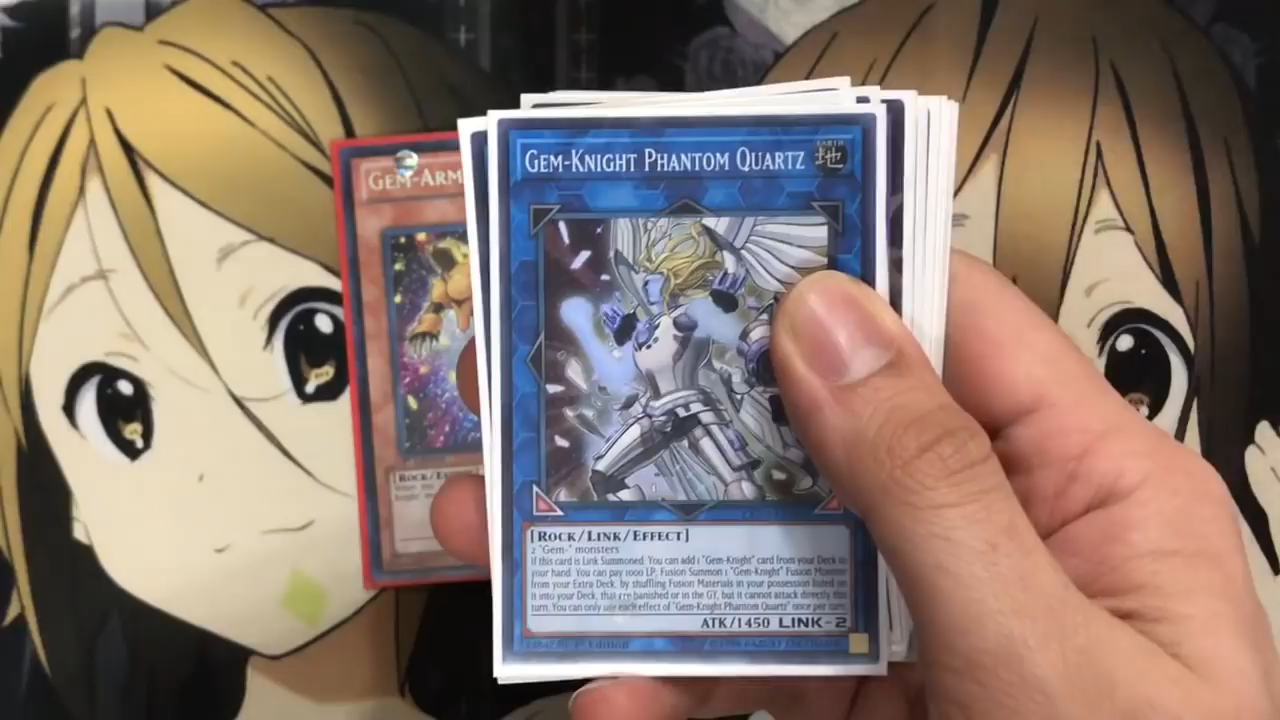 GEM-KNIGHT PHANTOM QUARTZ
EARTH
地
GEM-ARM
[ROCK/LINK/EFFECT]
2 "Gem-" monsters
If this card is Link Summoned: You can add 1 "Gem-Knight" card from your Deck to
your hand. You can pay 1000 LP; Fusion Summon 1 "Gem-Knight" Fusion Monster
from your Extra Deck, by shuffling Fusion Materials in your possession listed on
it into your Deck, that are banished or in the GY, but it cannot attack directly this
turn. You can only use each effect of "Gem-Knight Phantom Quartz" once per turn.
ATK/1450 LINK-2
1st Edition
[ROCK/